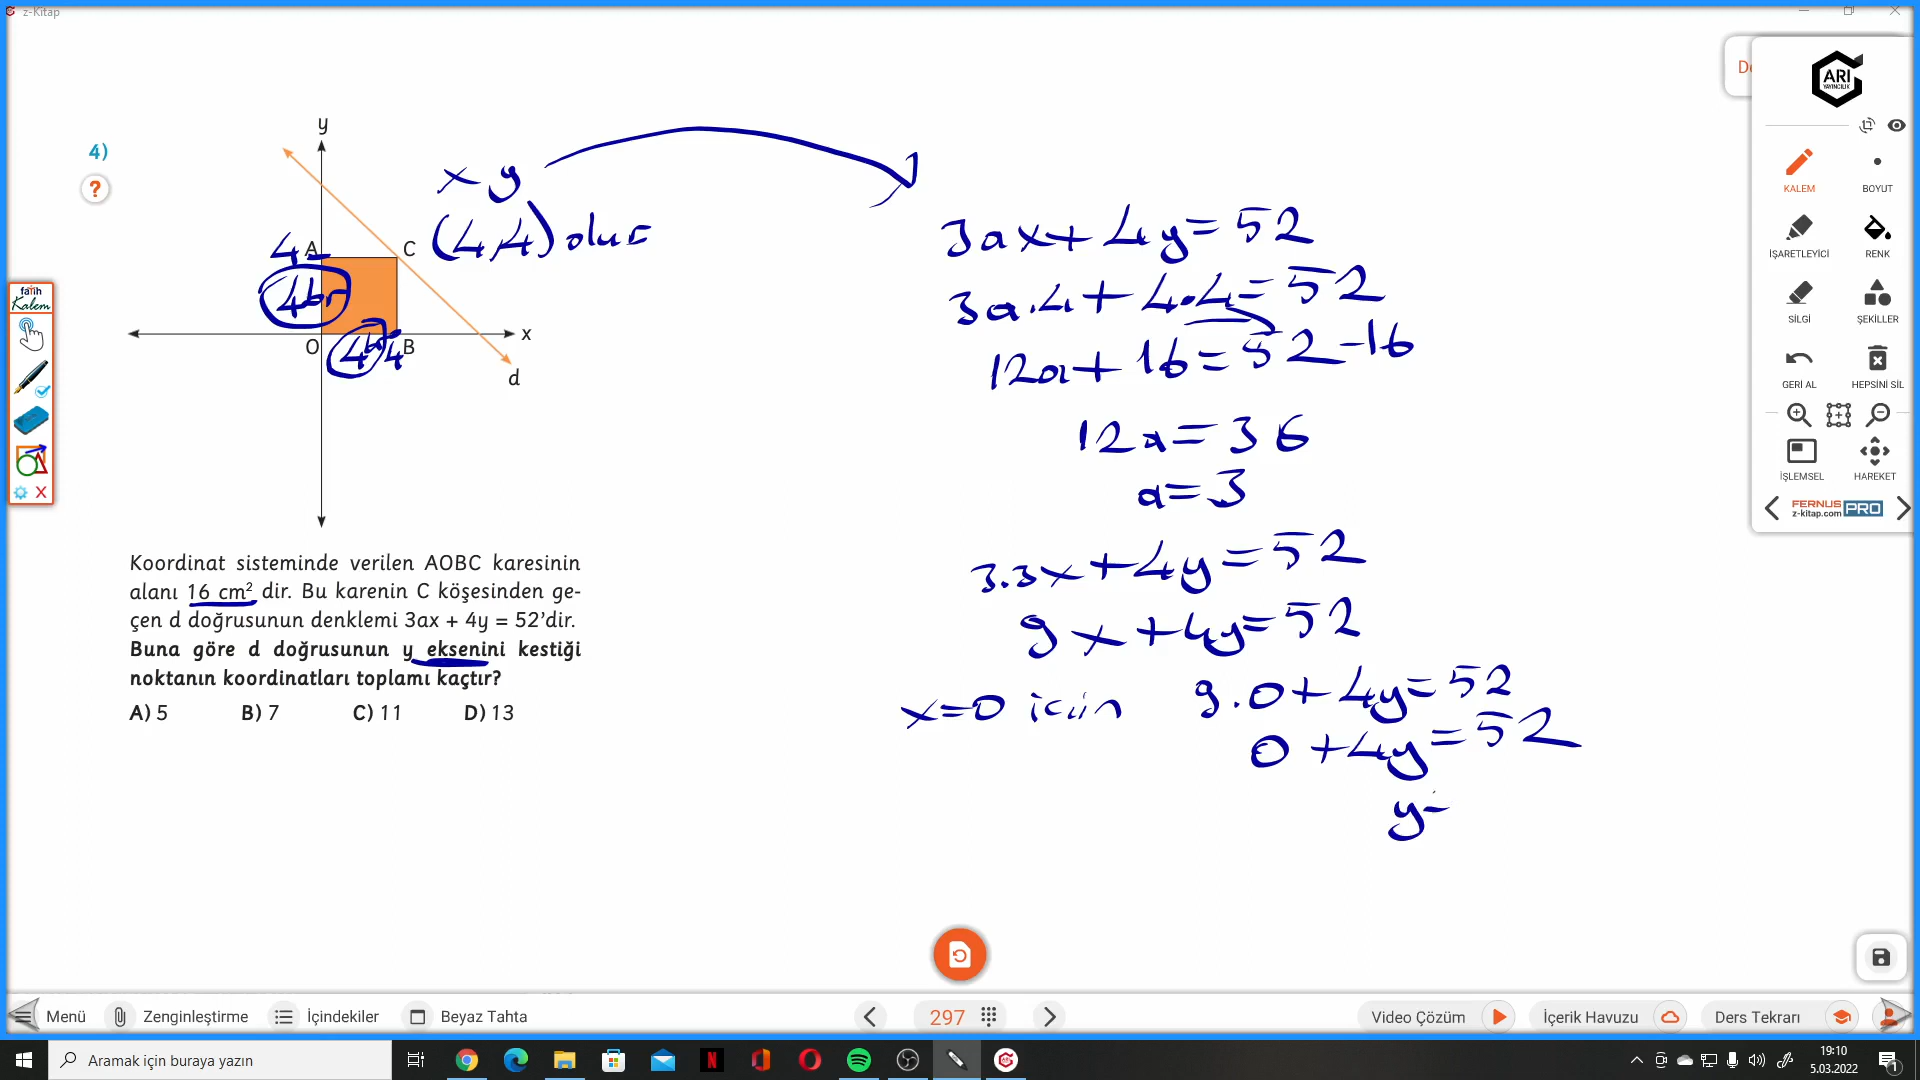 z-Kitap
De
ARI
YAYINCILIK
KALEM
BOYUT
İŞARETLEYİCİ
RENK
SİLGİ
ŞEKİLLER
GERİ AL
HEPSİNİ SİL
İŞLEMSEL
HAREKET
FERNUS PRO
z-kitap.com
fatih
Kalem
X
4)
?
y
x y
(4,4) olur
4 A
C
4br
x
O
4br 4 B
d
3ax + 4y = 52
3a.4 + 4.4 = 52
12a + 16 = 52 - 16
12a = 36
a = 3
3.3x + 4y = 52
9x + 4y = 52
x=0 için 9.0 + 4y = 52
0 + 4y = 52
y=
Koordinat sisteminde verilen AOBC karesinin
alanı 16 cm² dir. Bu karenin C köşesinden ge-
çen d doğrusunun denklemi 3ax + 4y = 52'dir.
Buna göre d doğrusunun y eksenini kestiği
noktanın koordinatları toplamı kaçtır?
A) 5 B) 7 C) 11 D) 13
Menü Zenginleştirme İçindekiler Beyaz Tahta 297 Video Çözüm İçerik Havuzu Ders Tekrarı
Aramak için buraya yazın
19:10
5.03.2022
1